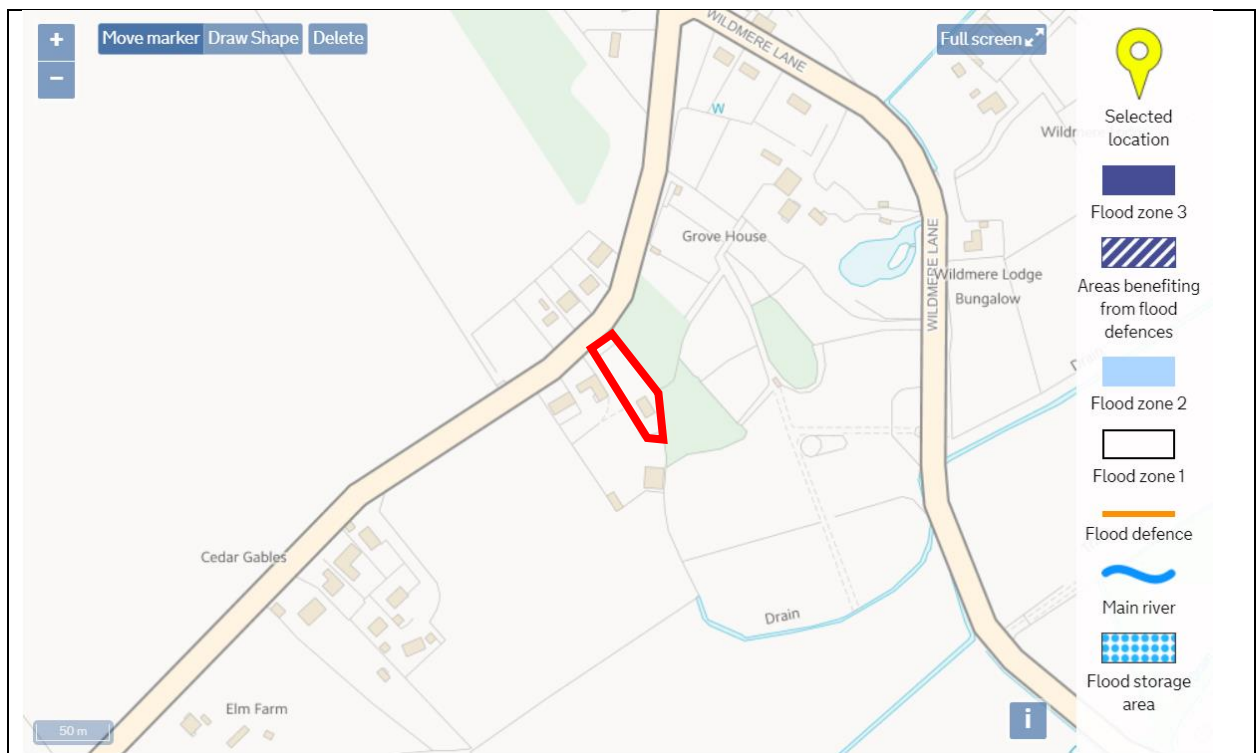 +
−
Move marker
Draw Shape
Delete
Full screen
WILDMERE LANE
W
Grove House
WILDMERE LANE
Wildmere Lodge
Bungalow
Cedar Gables
Drain
Elm Farm
50 m
i
Selected
location
Flood zone 3
Areas benefiting
from flood
defences
Flood zone 2
Flood zone 1
Flood defence
Main river
Flood storage
area